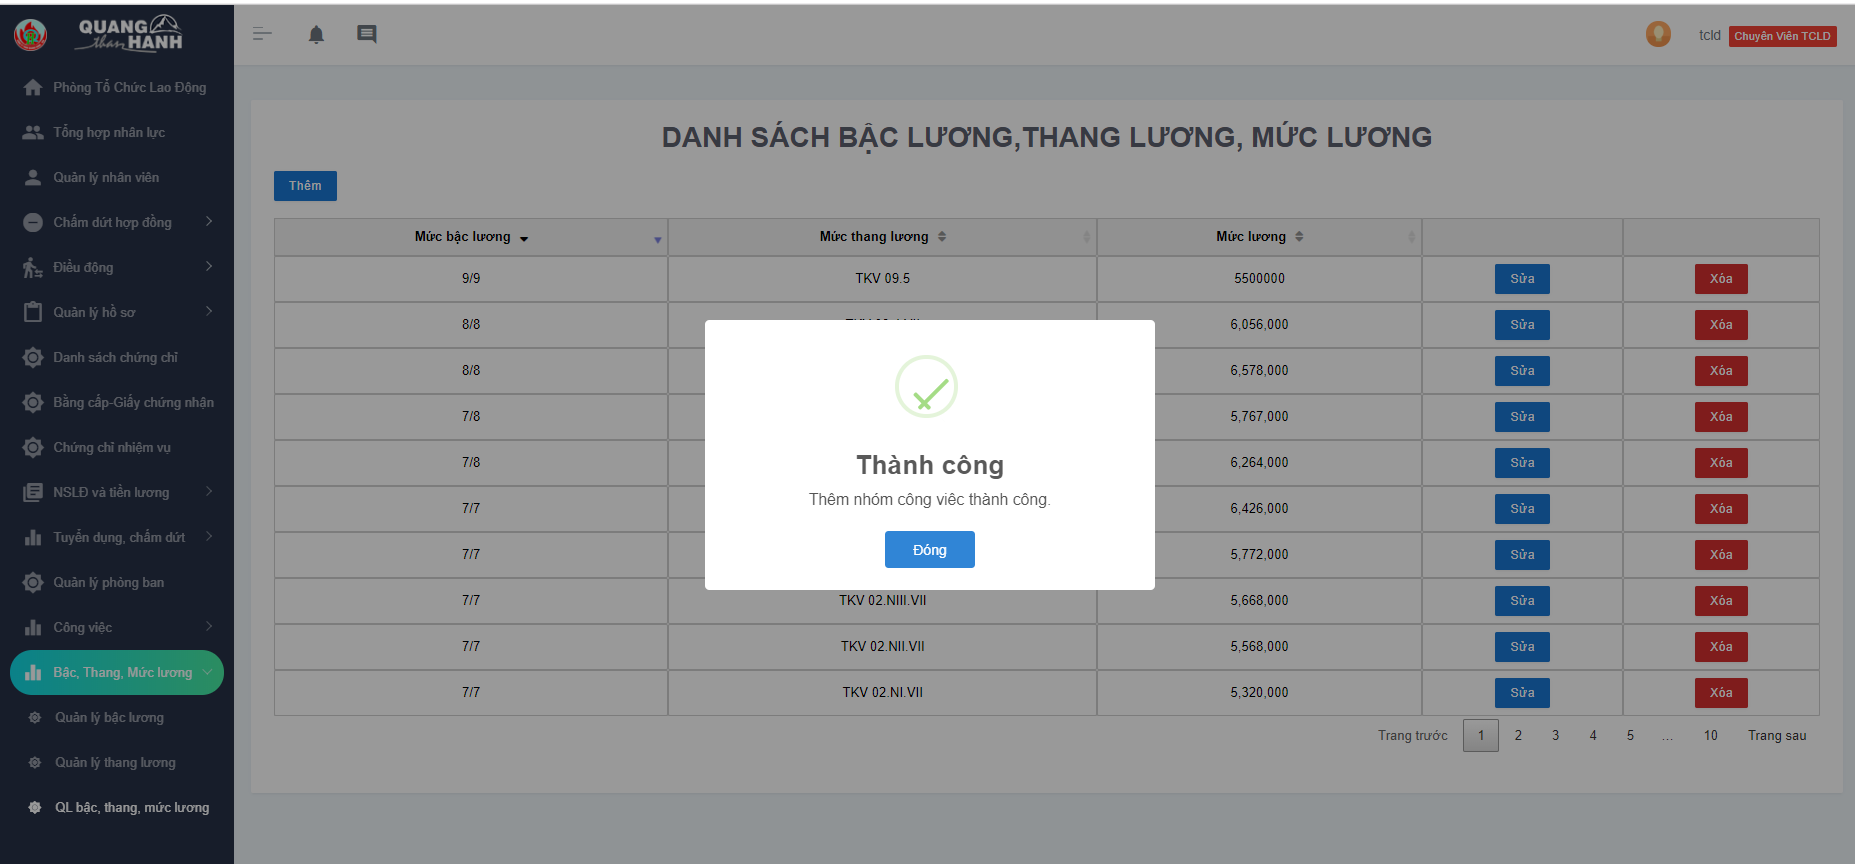 QUANG
than HANH
tcld Chuyên Viên TCLD
Phòng Tổ Chức Lao Động
Tổng hợp nhân lực
Quản lý nhân viên
Chấm dứt hợp đồng
Điều động
Quản lý hồ sơ
Danh sách chứng chỉ
Bằng cấp-Giấy chứng nhận
Chứng chỉ nhiệm vụ
NSLĐ và tiền lương
Tuyển dụng, chấm dứt
Quản lý phòng ban
Công việc
Bậc, Thang, Mức lương
Quản lý bậc lương
Quản lý thang lương
QL bậc, thang, mức lương
DANH SÁCH BẬC LƯƠNG,THANG LƯƠNG, MỨC LƯƠNG
Thêm
Mức bậc lương Mức thang lương Mức lương
9/9 TKV 09.5 5500000 Sửa Xóa
8/8 6,056,000 Sửa Xóa
8/8 6,578,000 Sửa Xóa
7/8 5,767,000 Sửa Xóa
7/8 6,264,000 Sửa Xóa
7/7 6,426,000 Sửa Xóa
7/7 5,772,000 Sửa Xóa
7/7 TKV 02.NIII.VII 5,668,000 Sửa Xóa
7/7 TKV 02.NII.VII 5,568,000 Sửa Xóa
7/7 TKV 02.NI.VII 5,320,000 Sửa Xóa
Thành công
Thêm nhóm công viêc thành công.
Đóng
Trang trước 1 2 3 4 5 ... 10 Trang sau